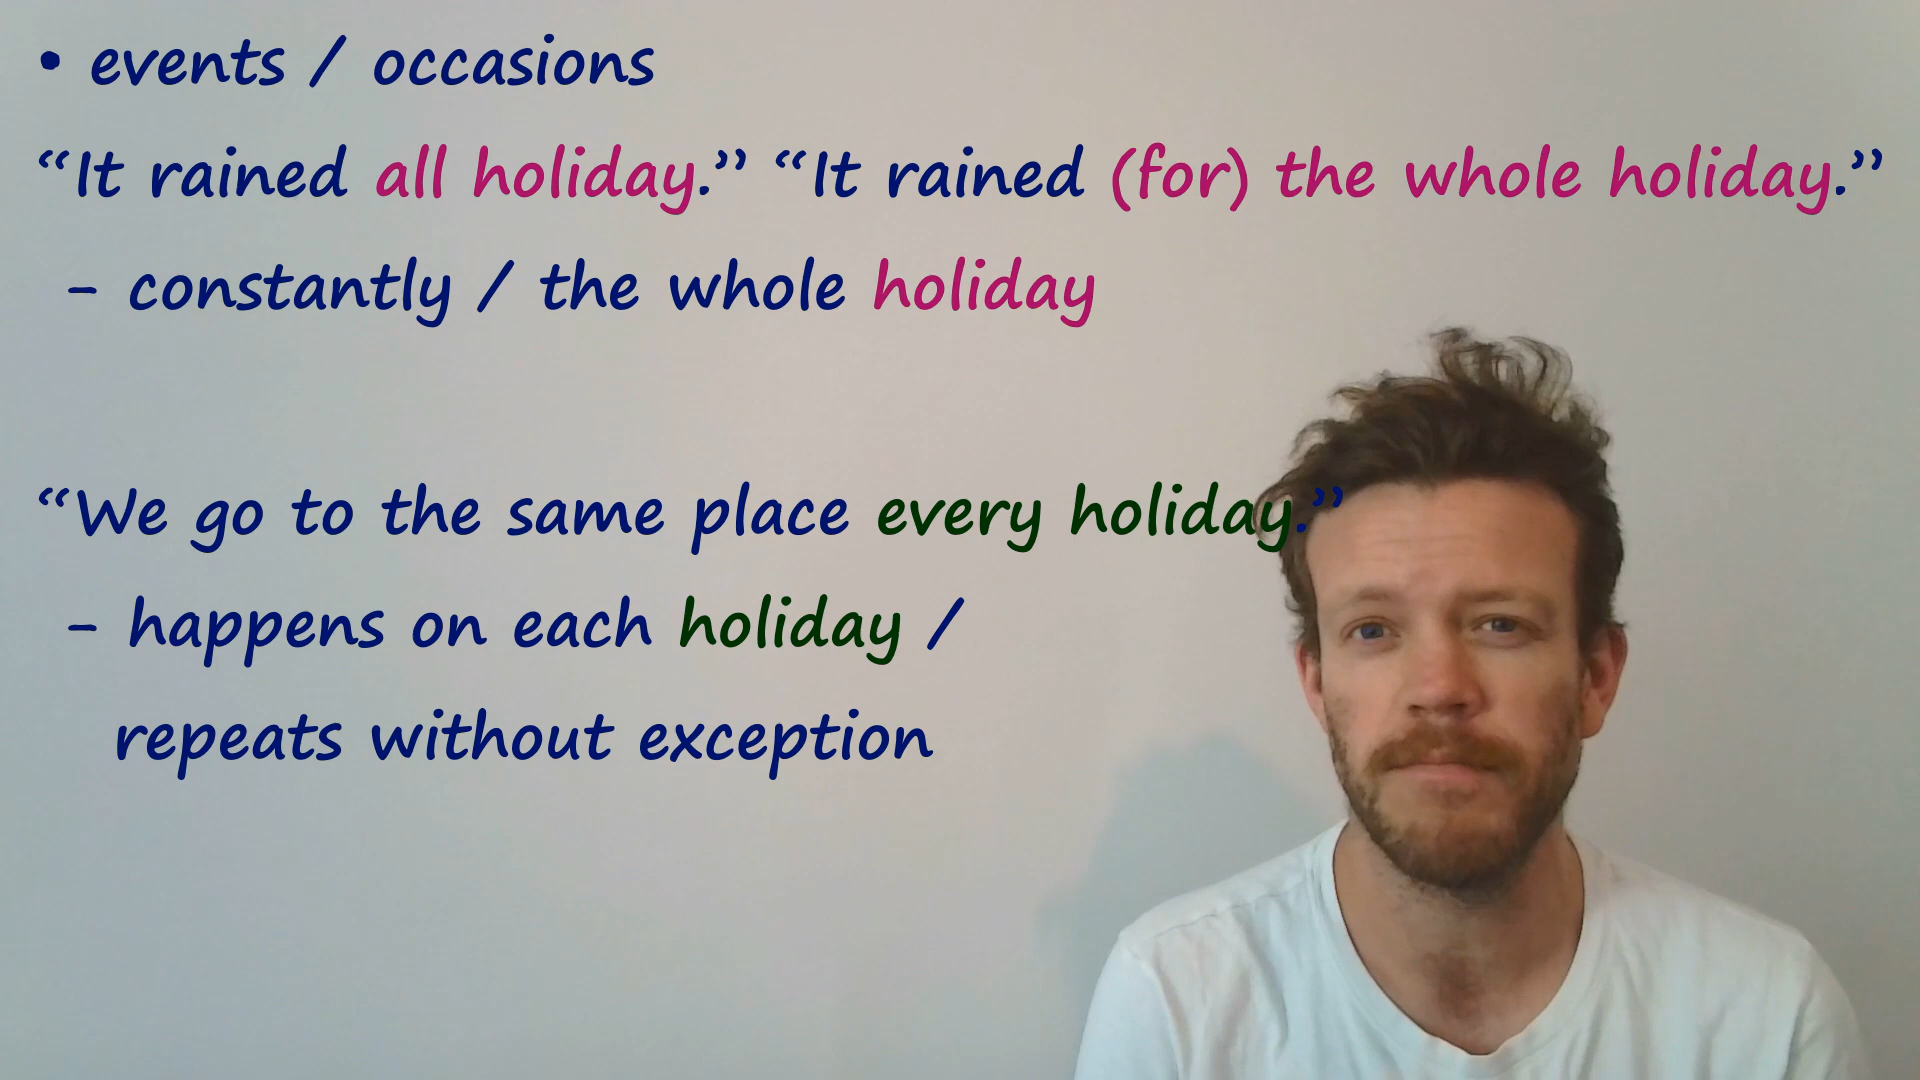 • events / occasions
“It rained all holiday.” “It rained (for) the whole holiday.”
– constantly / the whole holiday
“We go to the same place every holiday.”
– happens on each holiday /
repeats without exception